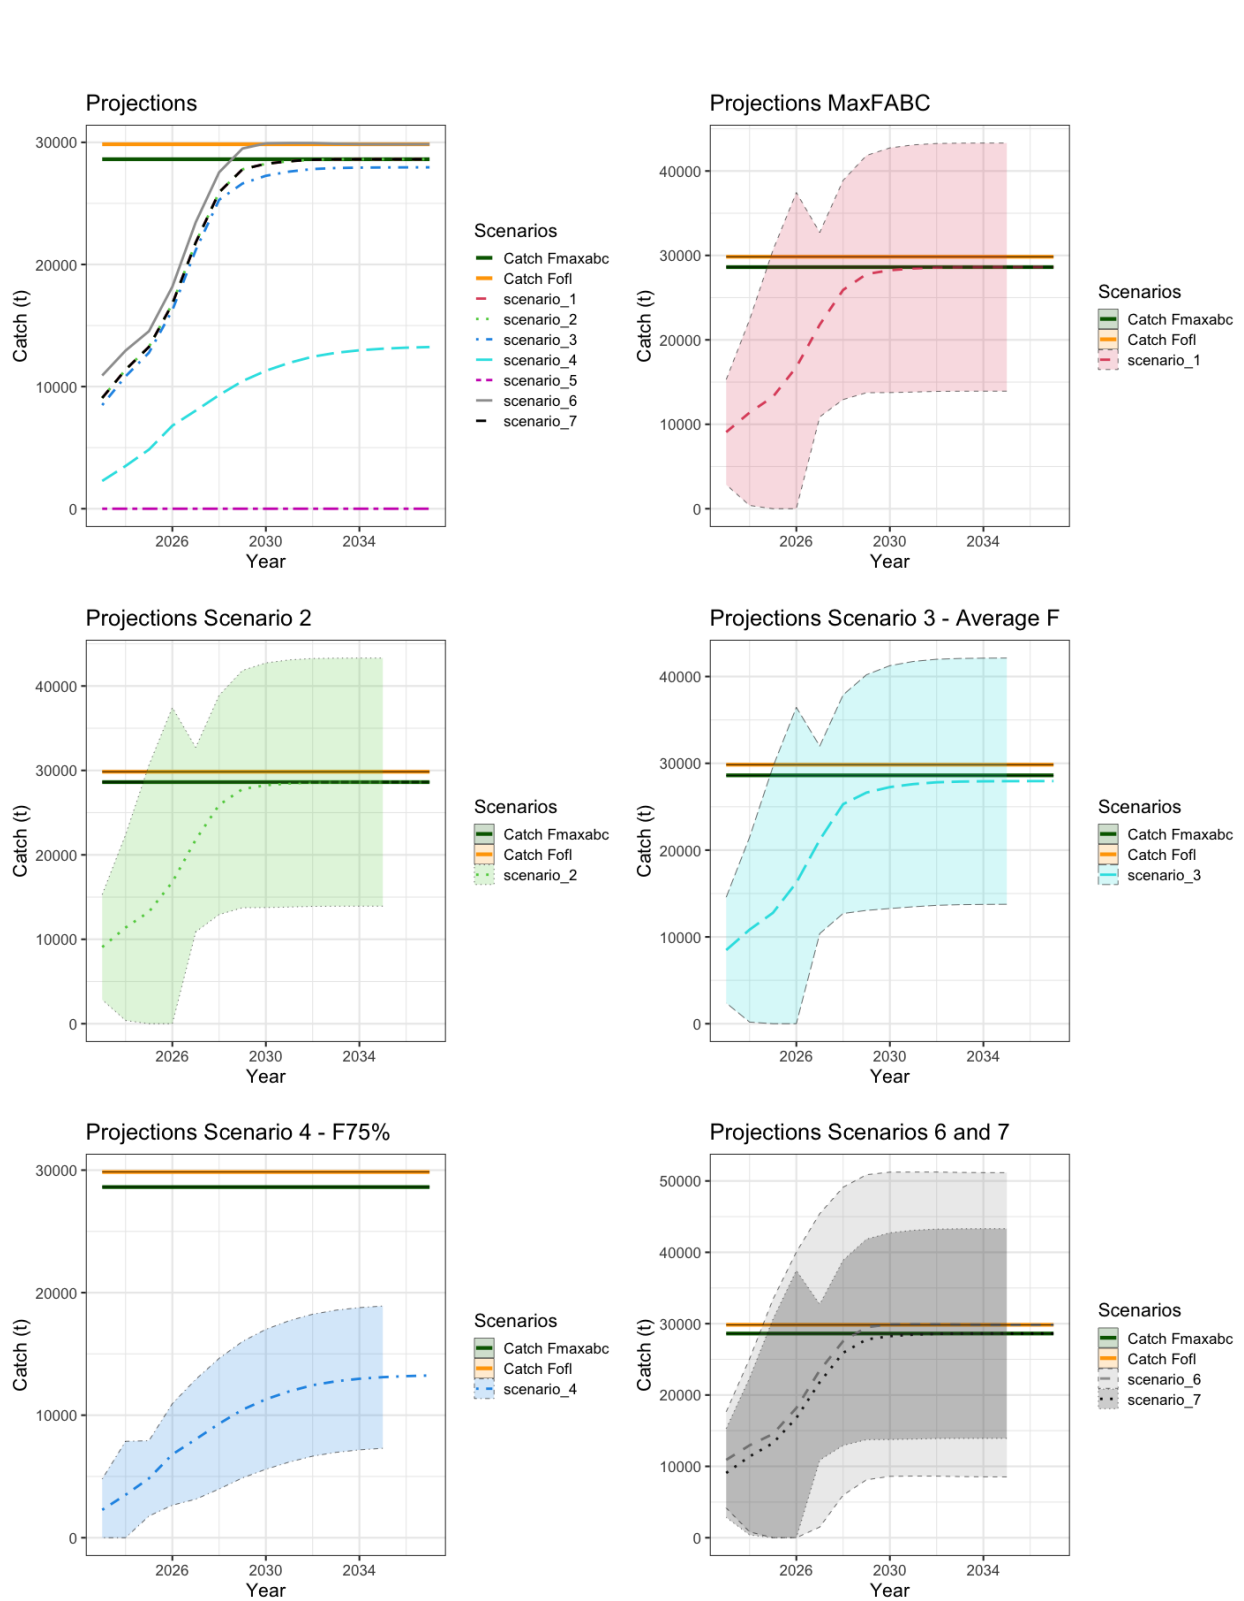 Projections
Catch (t)
30000
20000
10000
0
2026
2030
2034
Year
Scenarios
Catch Fmaxabc
Catch Fofl
scenario_1
scenario_2
scenario_3
scenario_4
scenario_5
scenario_6
scenario_7
Projections MaxFABC
Catch (t)
40000
30000
20000
10000
0
2026
2030
2034
Year
Scenarios
Catch Fmaxabc
Catch Fofl
scenario_1
Projections Scenario 2
Catch (t)
40000
30000
20000
10000
0
2026
2030
2034
Year
Scenarios
Catch Fmaxabc
Catch Fofl
scenario_2
Projections Scenario 3 - Average F
Catch (t)
40000
30000
20000
10000
0
2026
2030
2034
Year
Scenarios
Catch Fmaxabc
Catch Fofl
scenario_3
Projections Scenario 4 - F75%
Catch (t)
30000
20000
10000
0
2026
2030
2034
Year
Scenarios
Catch Fmaxabc
Catch Fofl
scenario_4
Projections Scenarios 6 and 7
Catch (t)
50000
40000
30000
20000
10000
0
2026
2030
2034
Year
Scenarios
Catch Fmaxabc
Catch Fofl
scenario_6
scenario_7